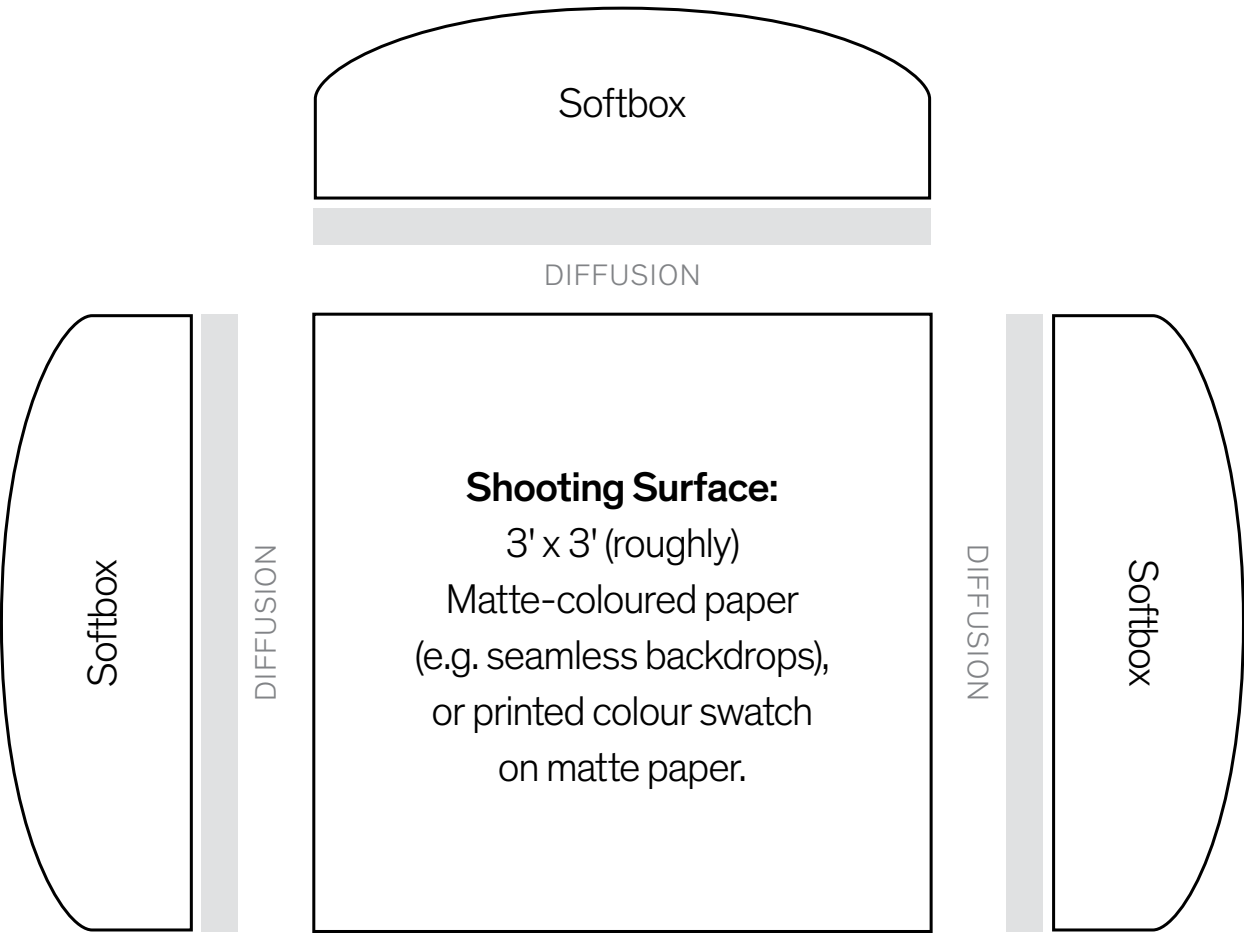 Softbox
DIFFUSION
Softbox
DIFFUSION
Shooting Surface:
3' x 3' (roughly)
Matte-coloured paper
(e.g. seamless backdrops),
or printed colour swatch
on matte paper.
DIFFUSION
Softbox